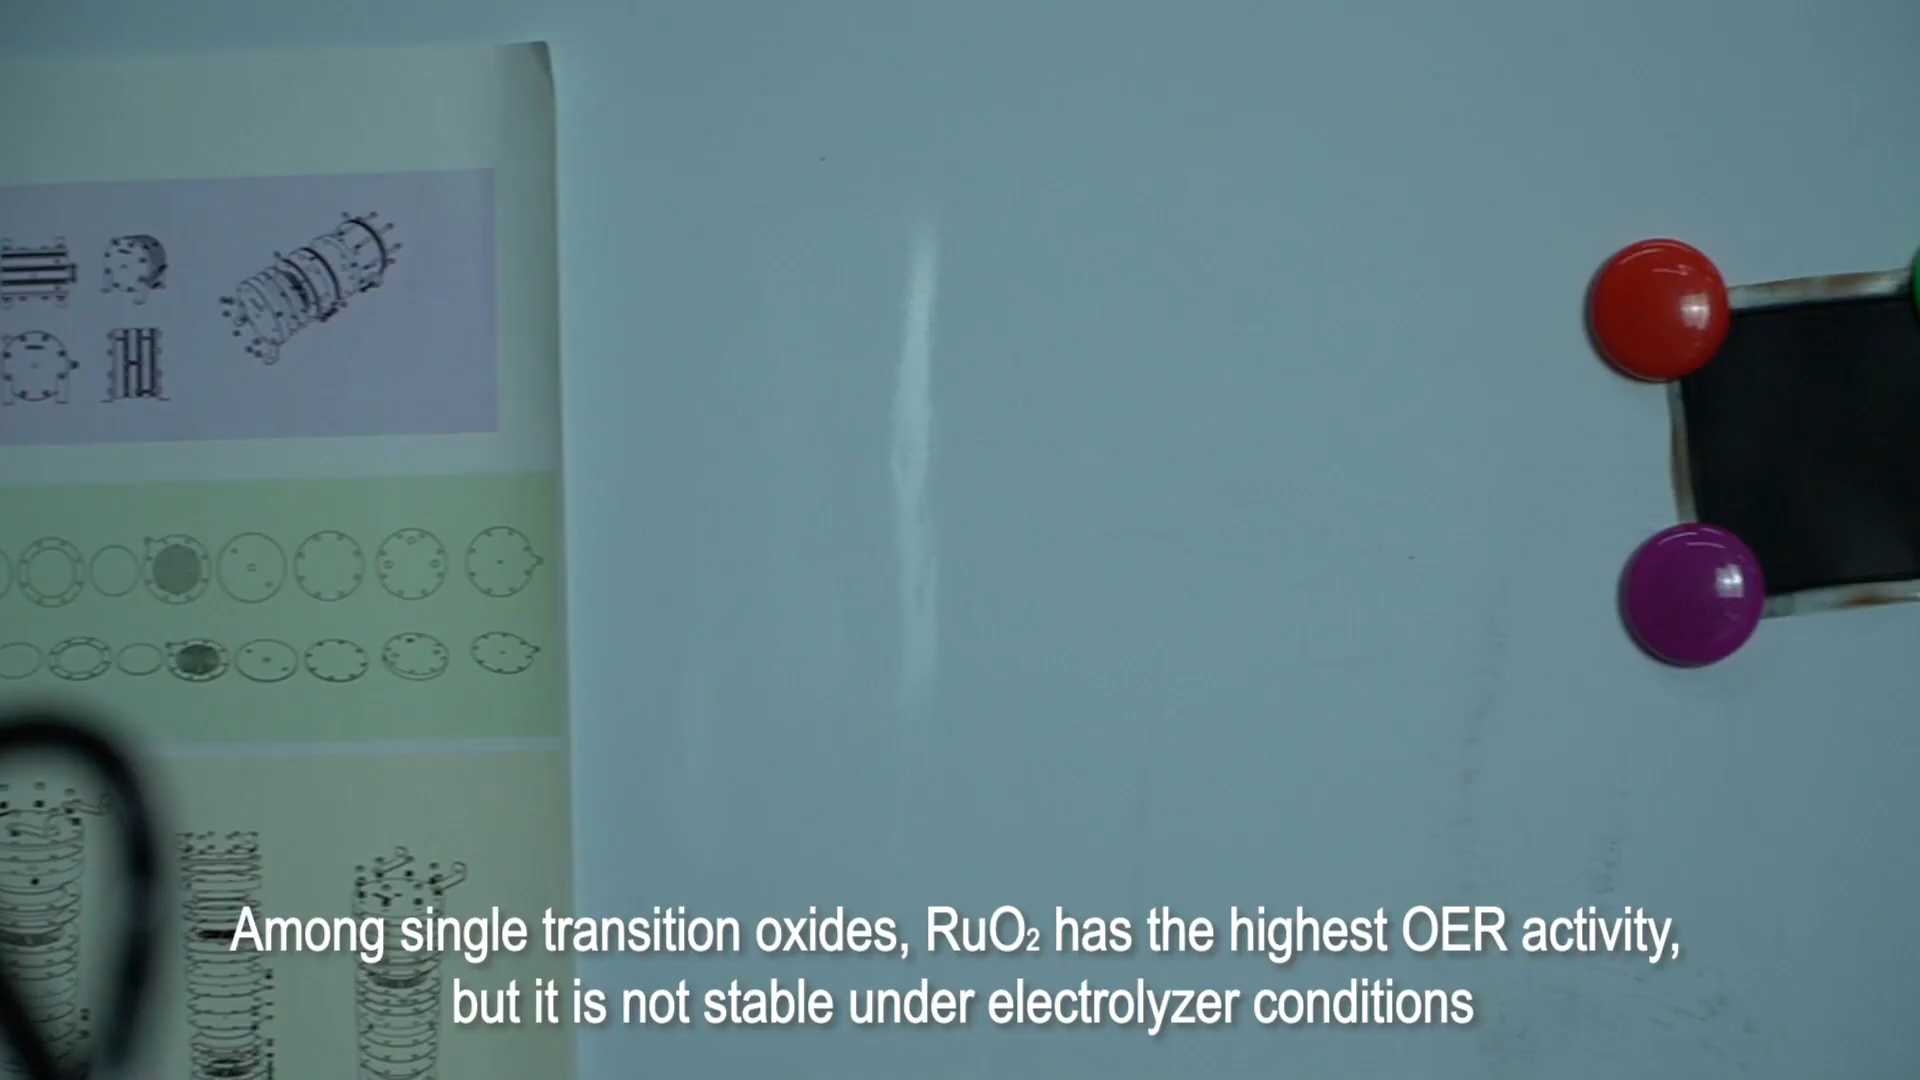 Among single transition oxides, RuO₂ has the highest OER activity,
but it is not stable under electrolyzer conditions